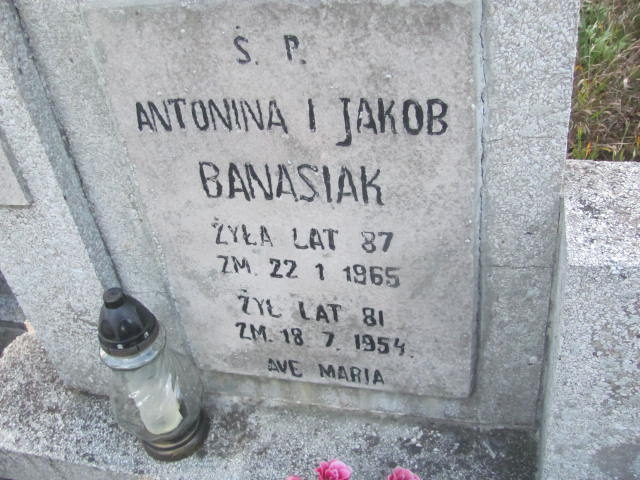 Ś. P.
ANTONINA I JAKOB
BANASIAK
ŻYŁA LAT 87
ZM. 22 1 1965
ŻYŁ LAT 81
ZM. 18 7. 1954.
AVE MARIA